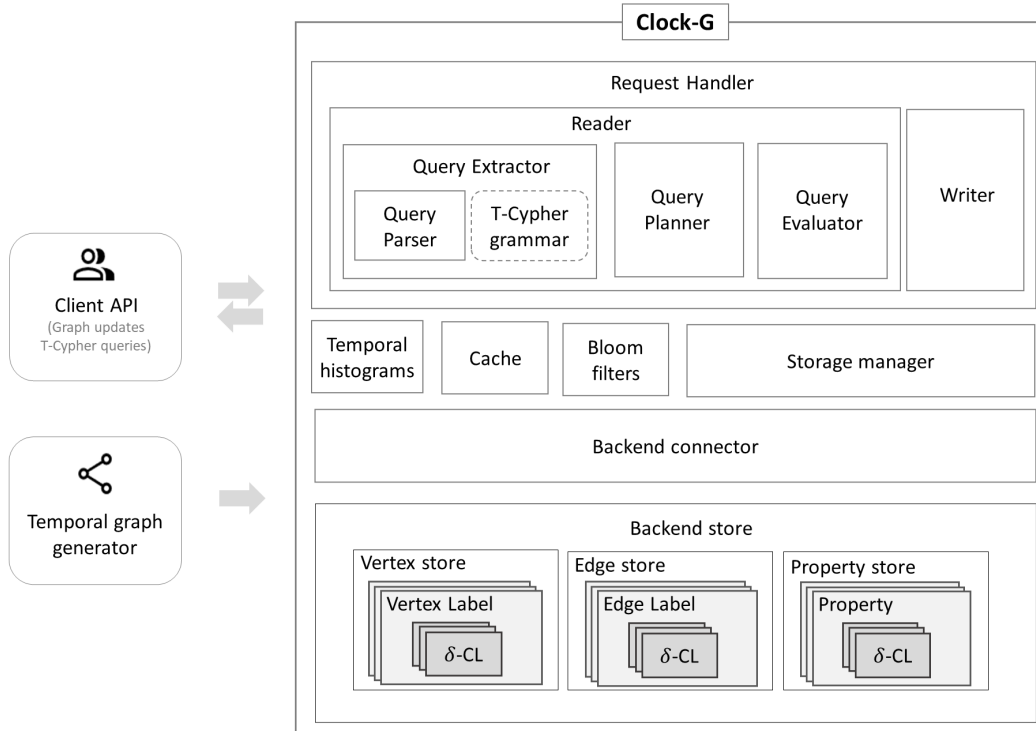 Clock-G
Request Handler
Reader
Query Extractor
Query
Parser
T-Cypher
grammar
Query
Planner
Query
Evaluator
Writer
Client API
(Graph updates
T-Cypher queries)
Temporal
histograms
Cache
Bloom
filters
Storage manager
Backend connector
Temporal graph
generator
Backend store
Vertex store
Vertex Label
δ-CL
Edge store
Edge Label
δ-CL
Property store
Property
δ-CL